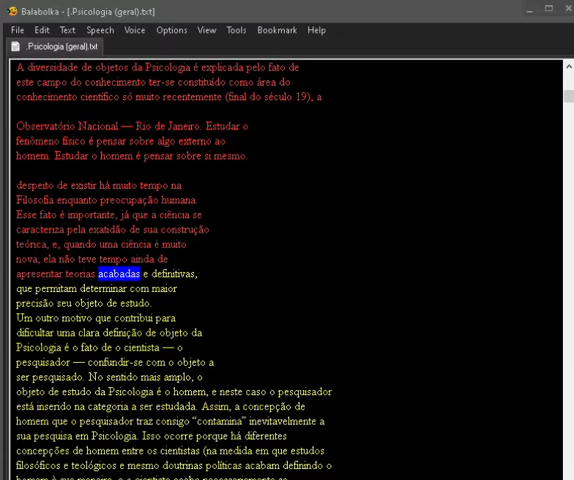 Balabolka - [.Psicologia (geral).txt]
File Edit Text Speech Voice Options View Tools Bookmark Help
.Psicologia (geral).txt
A diversidade de objetos da Psicologia é explicada pelo fato de
este campo do conhecimento ter-se constituído como área do
conhecimento científico só muito recentemente (final do século 19), a
Observatório Nacional — Rio de Janeiro. Estudar o
fenômeno físico é pensar sobre algo externo ao
homem. Estudar o homem é pensar sobre si mesmo.
despeito de existir há muito tempo na
Filosofia enquanto preocupação humana.
Esse fato é importante, já que a ciência se
caracteriza pela exatidão de sua construção
teórica, e, quando uma ciência é muito
nova, ela não teve tempo ainda de
apresentar teorias acabadas e definitivas,
que permitam determinar com maior
precisão seu objeto de estudo.
Um outro motivo que contribui para
dificultar uma clara definição de objeto da
Psicologia é o fato de o cientista — o
pesquisador — confundir-se com o objeto a
ser pesquisado. No sentido mais amplo, o
objeto de estudo da Psicologia é o homem, e neste caso o pesquisador
está inserido na categoria a ser estudada. Assim, a concepção de
homem que o pesquisador traz consigo “contamina” inevitavelmente a
sua pesquisa em Psicologia. Isso ocorre porque há diferentes
concepções de homem entre os cientistas (na medida em que estudos
filosóficos e teológicos e mesmo doutrinas políticas acabam definindo o